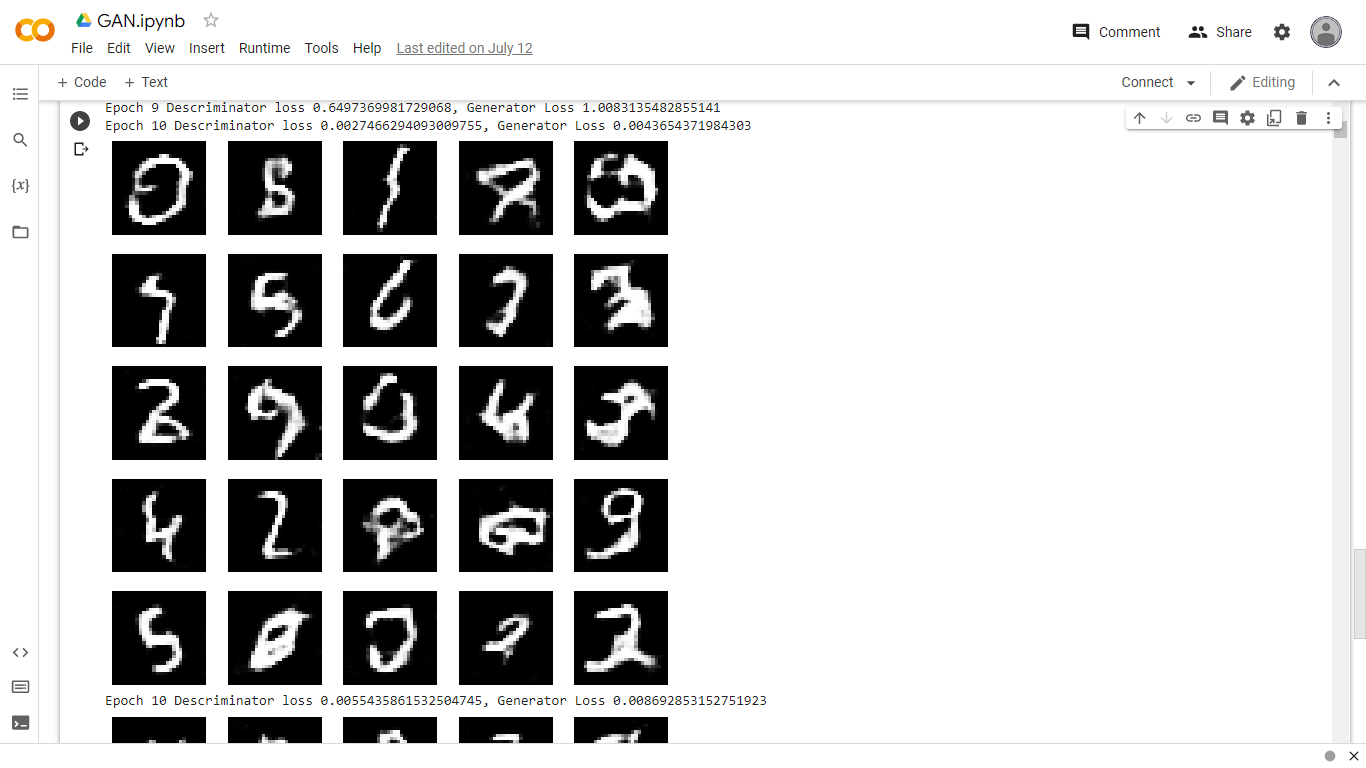 GAN.ipynb
File Edit View Insert Runtime Tools Help Last edited on July 12
Comment Share
+ Code + Text
Connect Editing
{x}
Epoch 9 Descriminator loss 0.6497369981729068, Generator Loss 1.0083135482855141
Epoch 10 Descriminator loss 0.0027466294093009755, Generator Loss 0.0043654371984303
Epoch 10 Descriminator loss 0.0055435861532504745, Generator Loss 0.008692853152751923